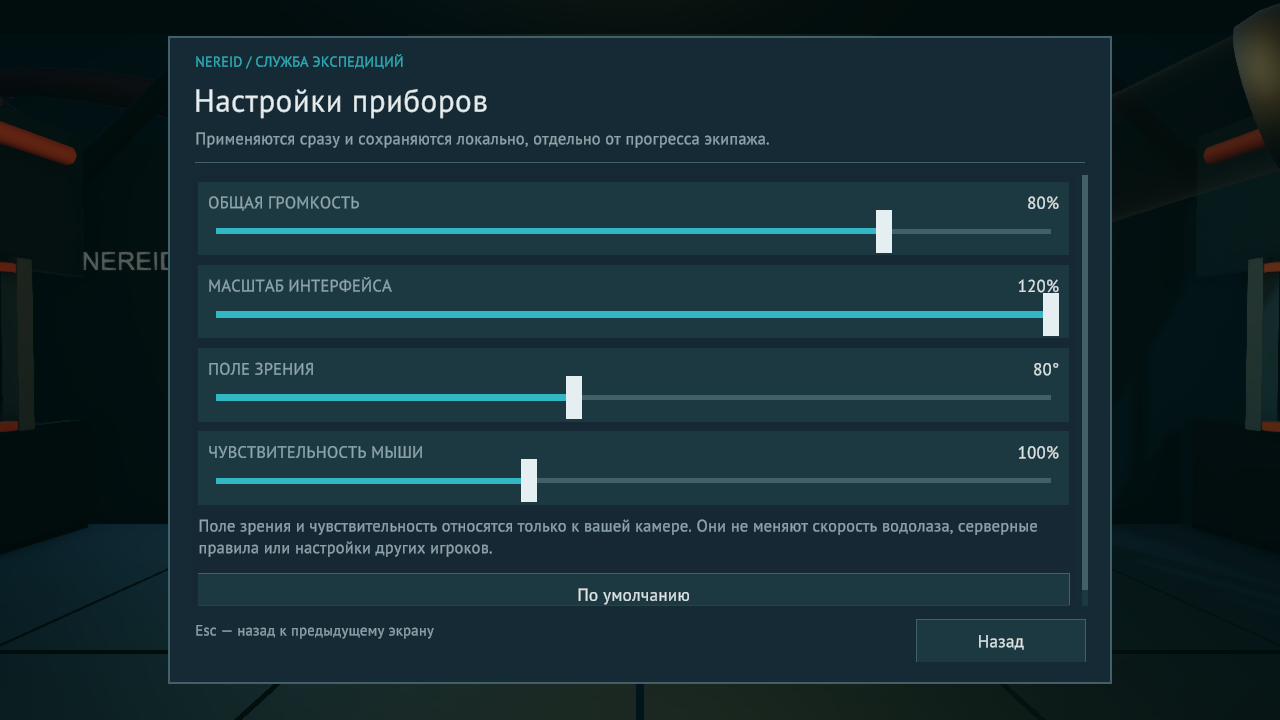 NEREID / СЛУЖБА ЭКСПЕДИЦИЙ
Настройки приборов
Применяются сразу и сохраняются локально, отдельно от прогресса экипажа.
ОБЩАЯ ГРОМКОСТЬ 80%
МАСШТАБ ИНТЕРФЕЙСА 120%
NEREID
ПОЛЕ ЗРЕНИЯ 80°
ЧУВСТВИТЕЛЬНОСТЬ МЫШИ 100%
Поле зрения и чувствительность относятся только к вашей камере. Они не меняют скорость водолаза, серверные
правила или настройки других игроков.
По умолчанию
Esc — назад к предыдущему экрану
Назад